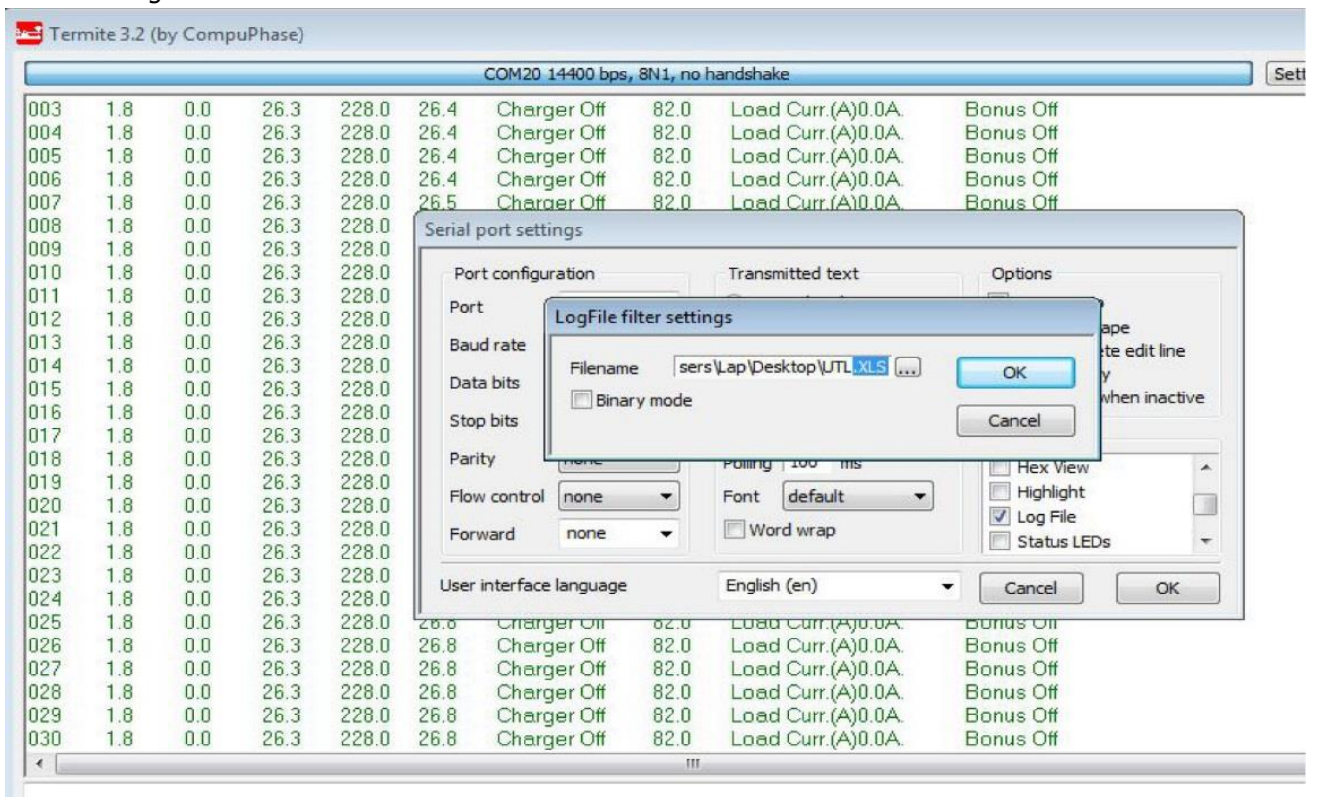 Termite 3.2 (by CompuPhase)
COM20 14400 bps, 8N1, no handshake
003 1.8 0.0 26.3 228.0 26.4 Charger Off 82.0 Load Curr.(A)0.0A. Bonus Off
004 1.8 0.0 26.3 228.0 26.4 Charger Off 82.0 Load Curr.(A)0.0A. Bonus Off
005 1.8 0.0 26.3 228.0 26.4 Charger Off 82.0 Load Curr.(A)0.0A. Bonus Off
006 1.8 0.0 26.3 228.0 26.4 Charger Off 82.0 Load Curr.(A)0.0A. Bonus Off
007 1.8 0.0 26.3 228.0 26.5 Charger Off 82.0 Load Curr.(A)0.0A. Bonus Off
008 1.8 0.0 26.3 228.0
009 1.8 0.0 26.3 228.0
010 1.8 0.0 26.3 228.0
011 1.8 0.0 26.3 228.0
012 1.8 0.0 26.3 228.0
013 1.8 0.0 26.3 228.0
014 1.8 0.0 26.3 228.0
015 1.8 0.0 26.3 228.0
016 1.8 0.0 26.3 228.0
017 1.8 0.0 26.3 228.0
018 1.8 0.0 26.3 228.0
019 1.8 0.0 26.3 228.0
020 1.8 0.0 26.3 228.0
021 1.8 0.0 26.3 228.0
022 1.8 0.0 26.3 228.0
023 1.8 0.0 26.3 228.0
024 1.8 0.0 26.3 228.0
025 1.8 0.0 26.3 228.0 26.8 Charger Off 82.0 Load Curr.(A)0.0A. Bonus Off
026 1.8 0.0 26.3 228.0 26.8 Charger Off 82.0 Load Curr.(A)0.0A. Bonus Off
027 1.8 0.0 26.3 228.0 26.8 Charger Off 82.0 Load Curr.(A)0.0A. Bonus Off
028 1.8 0.0 26.3 228.0 26.8 Charger Off 82.0 Load Curr.(A)0.0A. Bonus Off
029 1.8 0.0 26.3 228.0 26.8 Charger Off 82.0 Load Curr.(A)0.0A. Bonus Off
030 1.8 0.0 26.3 228.0 26.8 Charger Off 82.0 Load Curr.(A)0.0A. Bonus Off
Serial port settings
Port configuration
Port
Baud rate
Data bits
Stop bits
Parity none
Flow control none
Forward none
Transmitted text
Polling 100 ms
Font default
Word wrap
Options
ete edit line
when inactive
Hex View
Highlight
Log File
Status LEDs
User interface language English (en)
Cancel OK
LogFile filter settings
Filename sers\Lap\Desktop\UTL.XLS ...
Binary mode
OK
Cancel